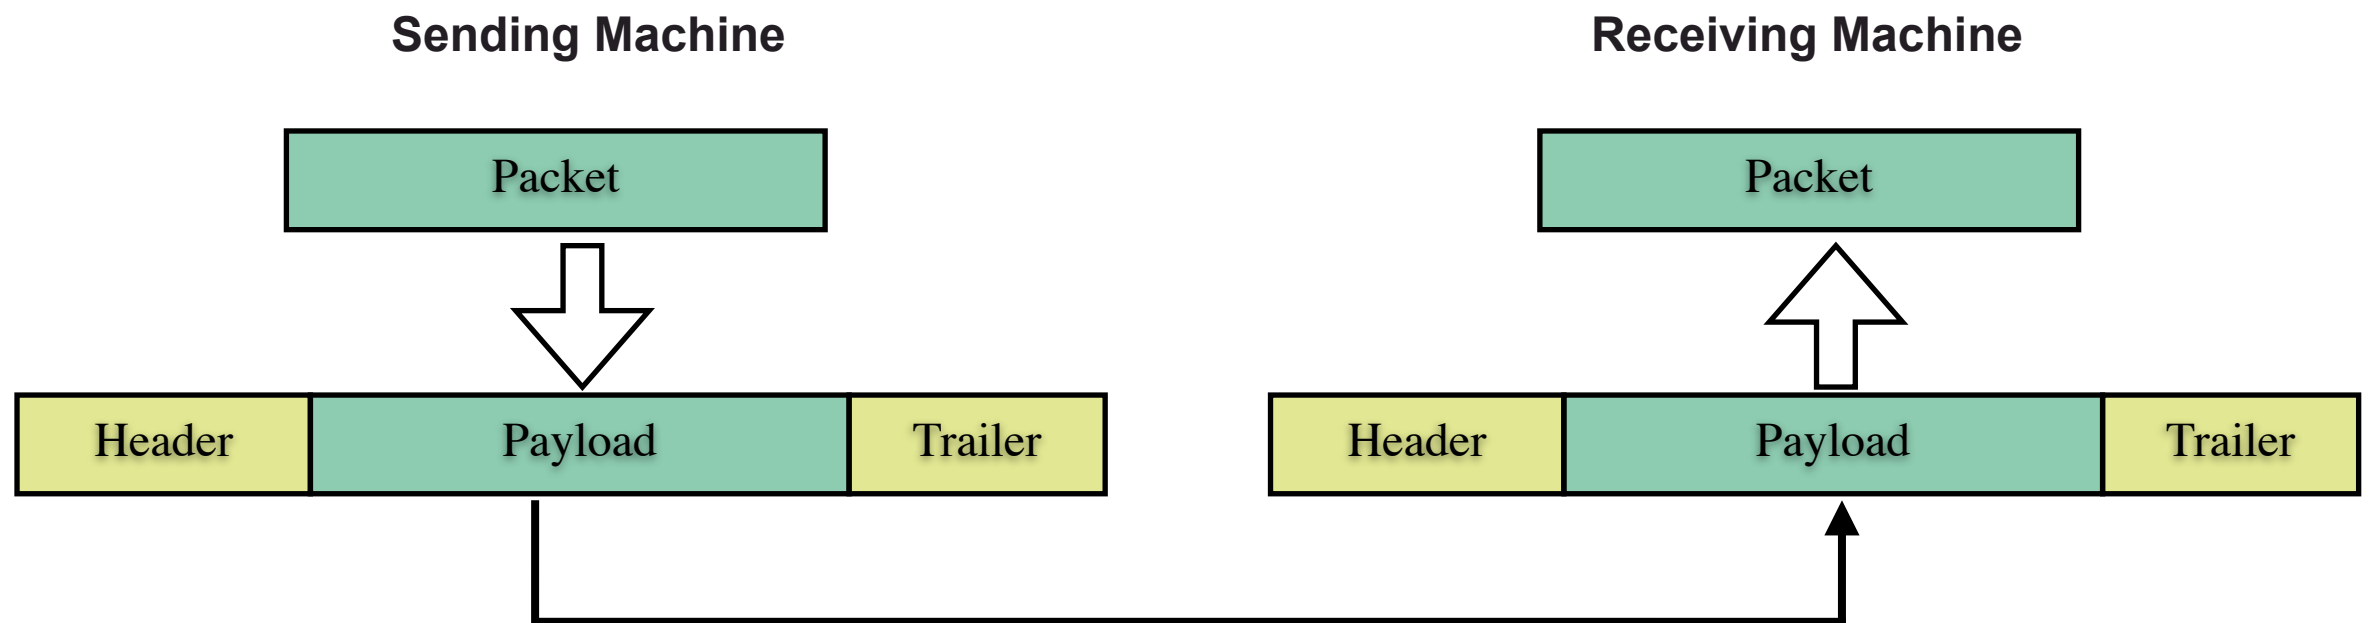 Sending Machine
Receiving Machine
Packet
Packet
Header
Payload
Trailer
Header
Payload
Trailer